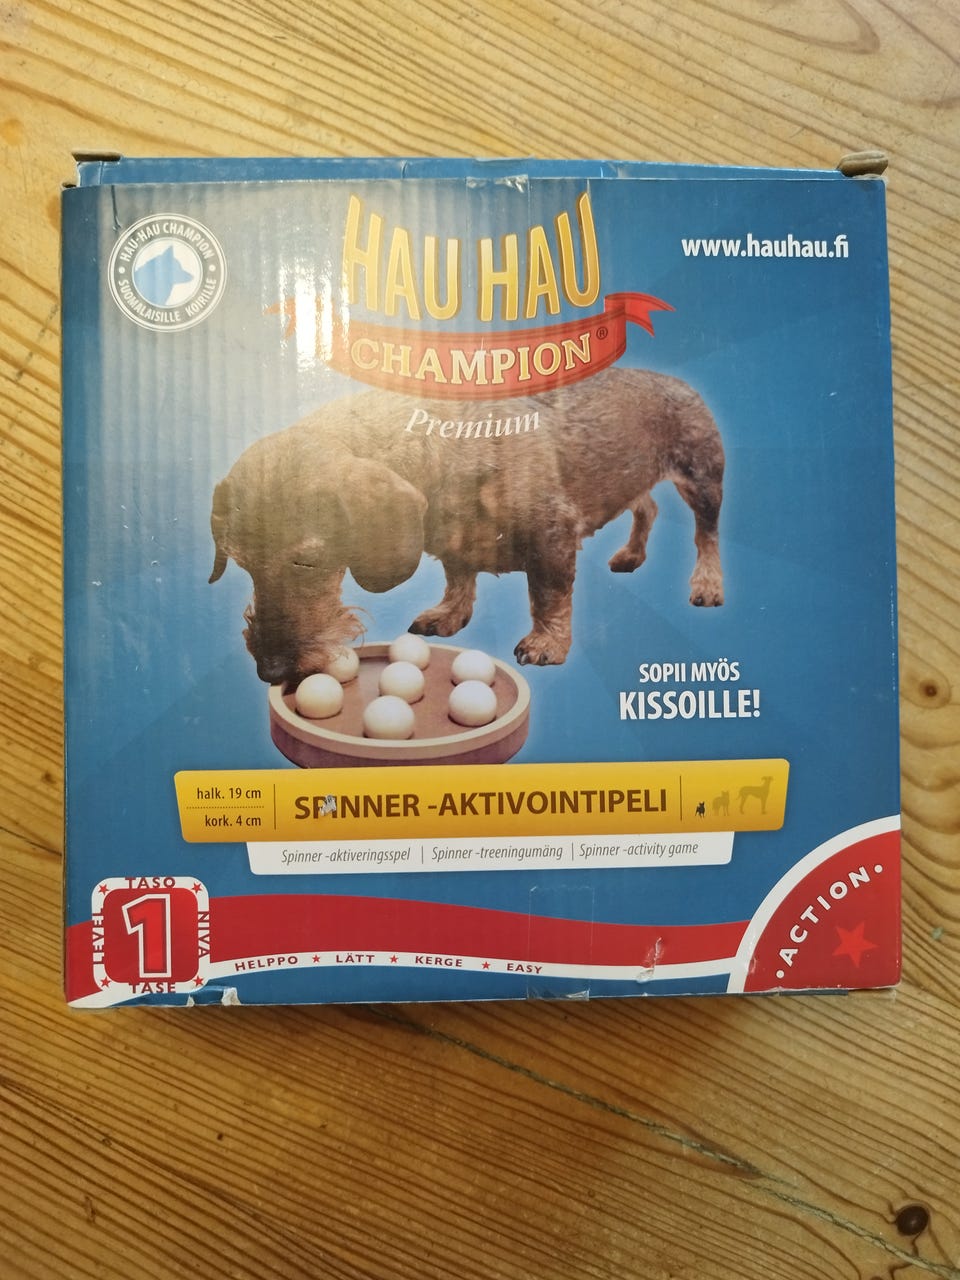 HAU-HAU CHAMPION
SUOMALAISILLE KOIRILLE
HAU HAU
CHAMPION®
Premium
www.hauhau.fi
SOPII MYÖS
KISSOILLE!
halk. 19 cm
kork. 4 cm
SPINNER -AKTIVOINTIPELI
Spinner -aktiveringsspel | Spinner -treeningumäng | Spinner -activity game
TASO
LEVEL
1
NIVÅ
TASE
HELPPO ★ LÄTT ★ KERGE ★ EASY
• ACTION •